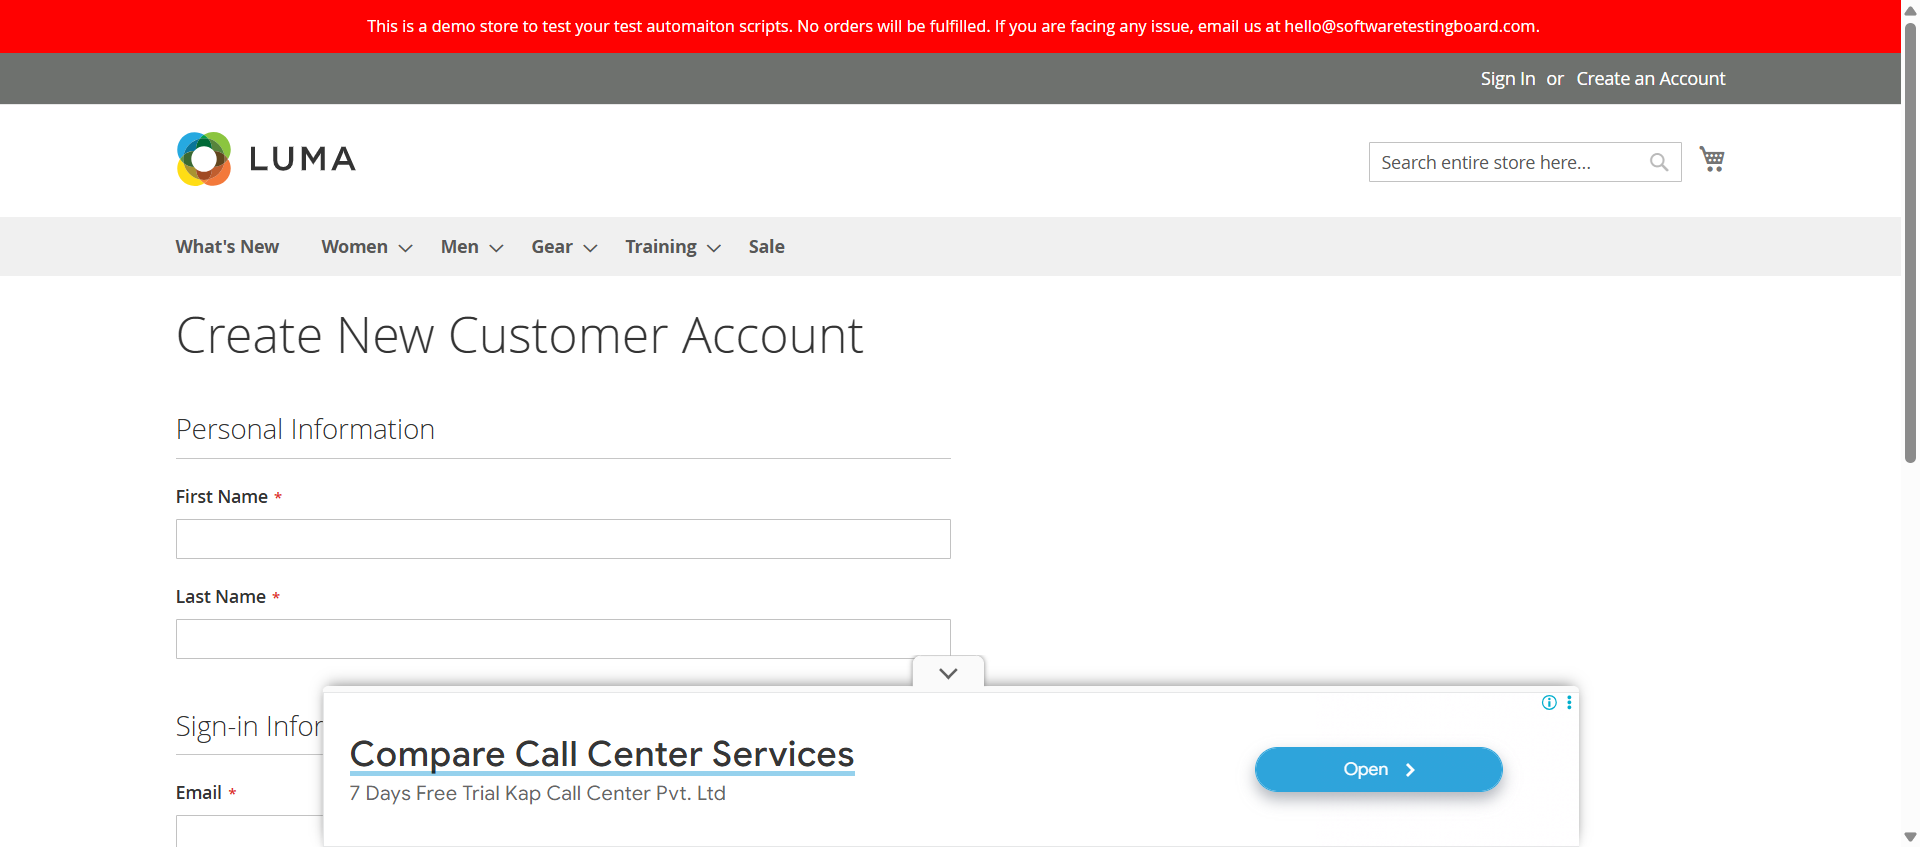 This is a demo store to test your test automaiton scripts. No orders will be fulfilled. If you are facing any issue, email us at hello@softwaretestingboard.com.
Sign In or Create an Account
LUMA
Search entire store here...
What's New Women Men Gear Training Sale
Create New Customer Account
Personal Information
First Name *
Last Name *
Sign-in Infor
Compare Call Center Services
Open
7 Days Free Trial Kap Call Center Pvt. Ltd
Email *